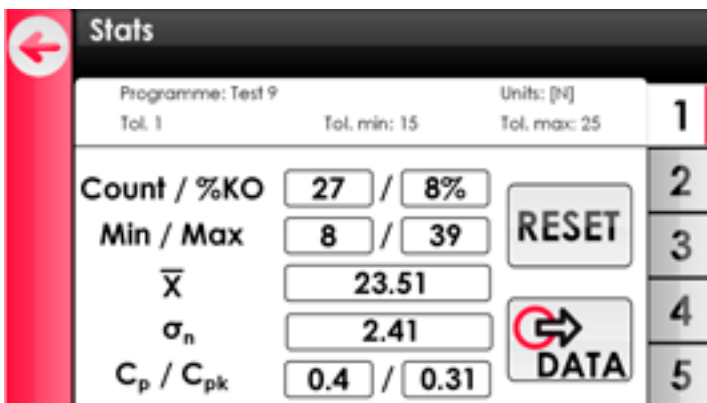 Stats
Programme: Test 9 Units: [N]
Tol. 1 Tol. min: 15 Tol. max: 25
1
2
3
4
5
Count / %KO 27 / 8%
Min / Max 8 / 39
X̅ 23.51
σn 2.41
Cp / Cpk 0.4 / 0.31
RESET
DATA